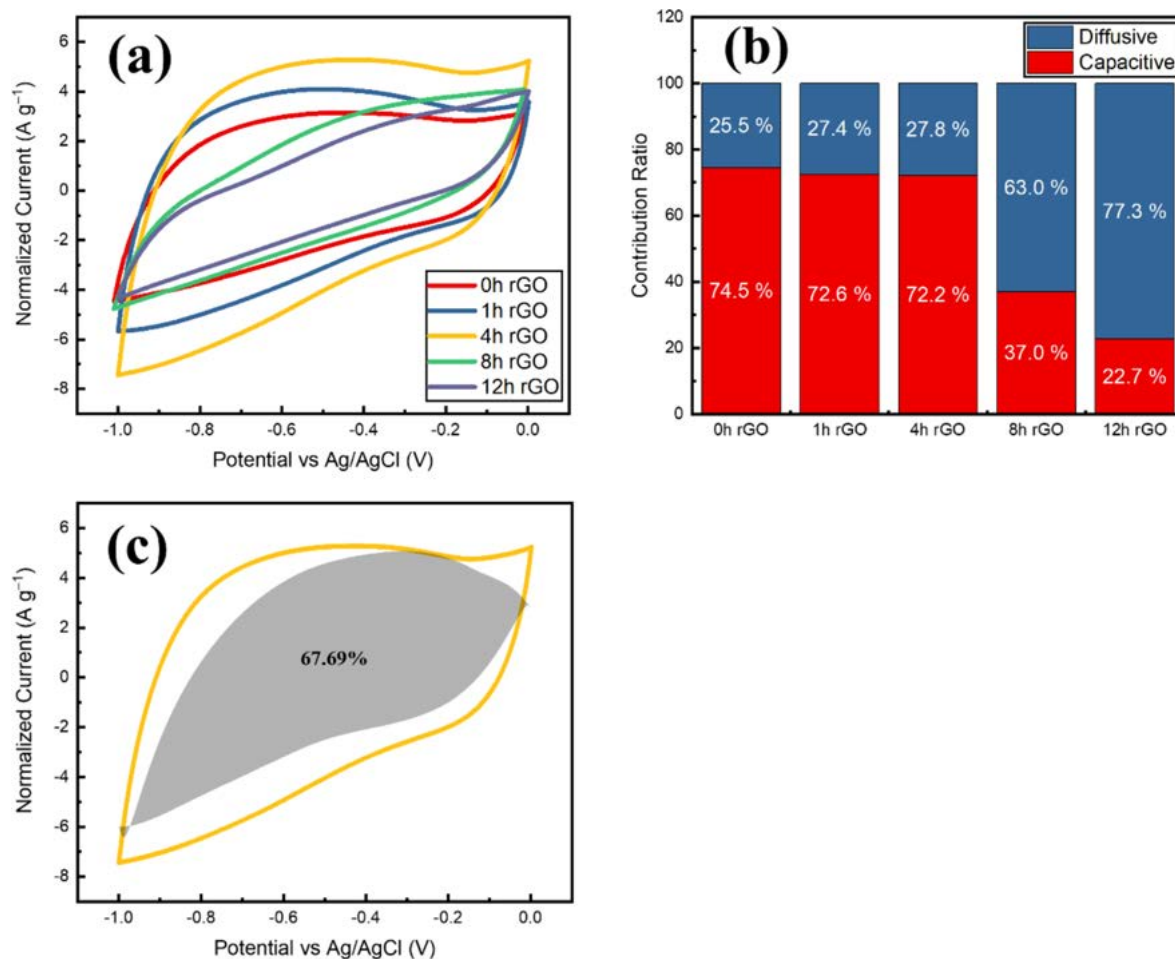 (a)
Normalized Current (A g⁻¹)
6
4
2
0
-2
-4
-6
-8
0h rGO
1h rGO
4h rGO
8h rGO
12h rGO
-1.0 -0.8 -0.6 -0.4 -0.2 0.0
Potential vs Ag/AgCl (V)
(b)
Diffusive
Capacitive
Contribution Ratio
120
100
80
60
40
20
0
25.5 % 27.4 % 27.8 % 63.0 % 77.3 %
74.5 % 72.6 % 72.2 % 37.0 % 22.7 %
0h rGO 1h rGO 4h rGO 8h rGO 12h rGO
(c)
Normalized Current (A g⁻¹)
6
4
2
0
-2
-4
-6
-8
67.69%
-1.0 -0.8 -0.6 -0.4 -0.2 0.0
Potential vs Ag/AgCl (V)